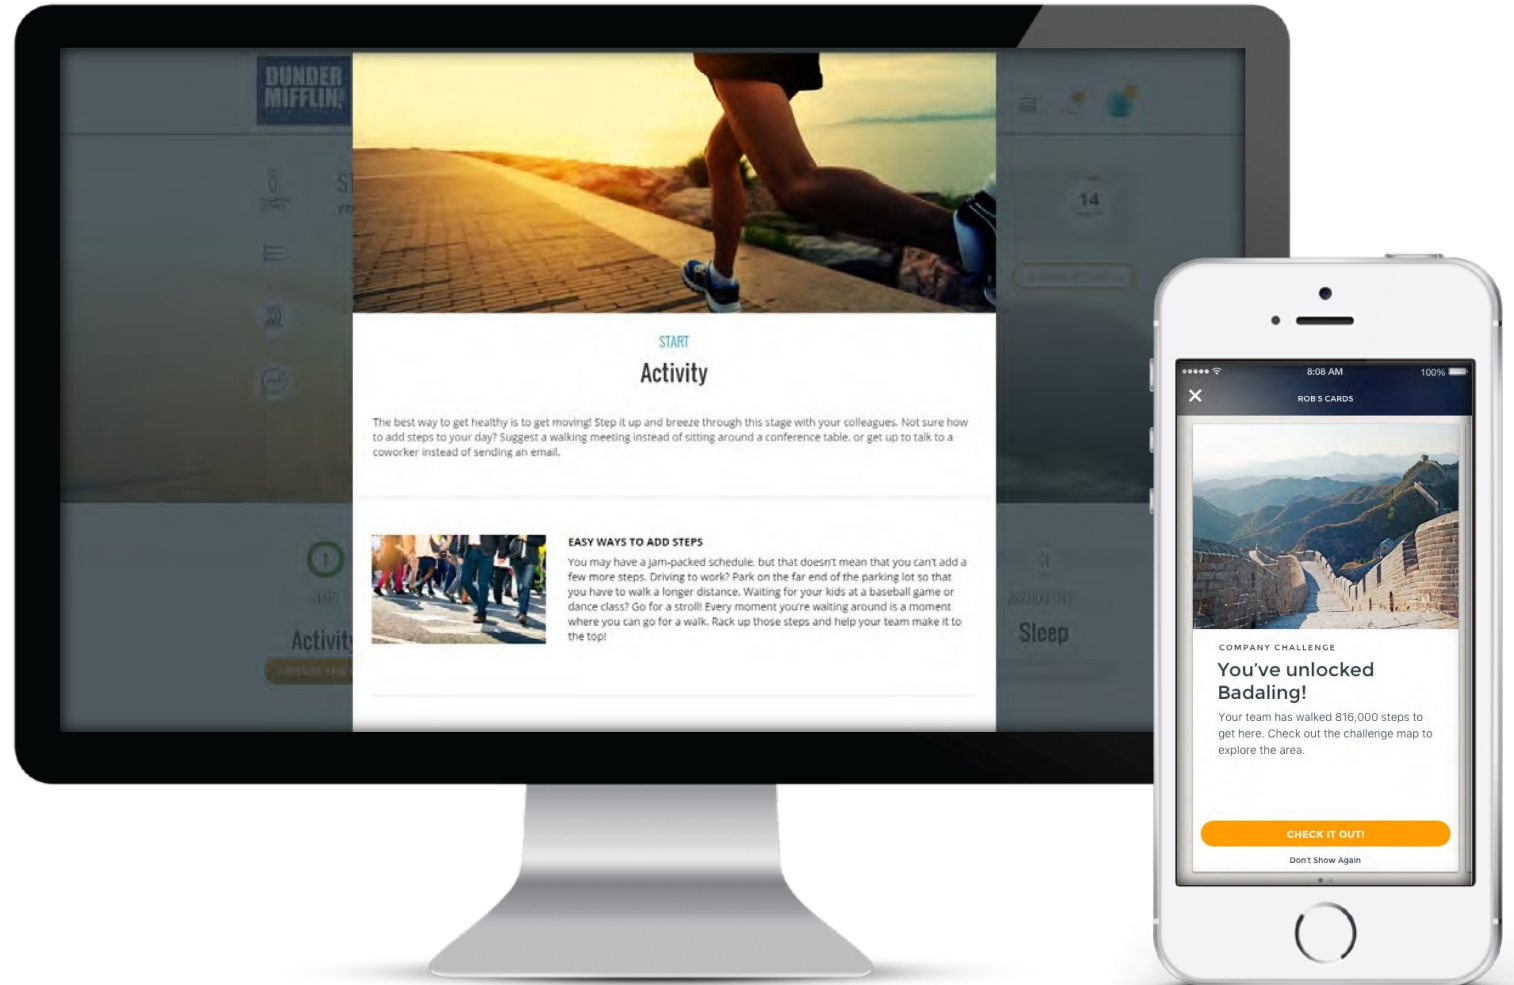 DUNDER
MIFFLIN
14
START
Activity
The best way to get healthy is to get moving! Step it up and breeze through this stage with your colleagues. Not sure how
to add steps to your day? Suggest a walking meeting instead of sitting around a conference table, or get up to talk to a
coworker instead of sending an email.
EASY WAYS TO ADD STEPS
You may have a jam-packed schedule, but that doesn't mean that you can't add a
few more steps. Driving to work? Park on the far end of the parking lot so that
you have to walk a longer distance. Waiting for your kids at a baseball game or
dance class? Go for a stroll! Every moment you're waiting around is a moment
where you can go for a walk. Rack up those steps and help your team make it to
the top!
1
START
Activity
3
Sleep
8:08 AM
100%
ROB'S CARDS
COMPANY CHALLENGE
You've unlocked
Badaling!
Your team has walked 816,000 steps to
get here. Check out the challenge map to
explore the area.
CHECK IT OUT!
Don't Show Again